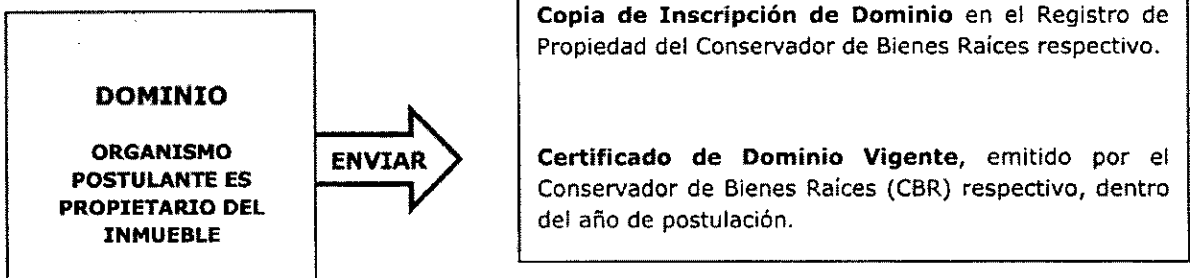 DOMINIO
ORGANISMO
POSTULANTE ES
PROPIETARIO DEL
INMUEBLE
ENVIAR
Copia de Inscripción de Dominio en el Registro de
Propiedad del Conservador de Bienes Raíces respectivo.
Certificado de Dominio Vigente, emitido por el
Conservador de Bienes Raíces (CBR) respectivo, dentro
del año de postulación.